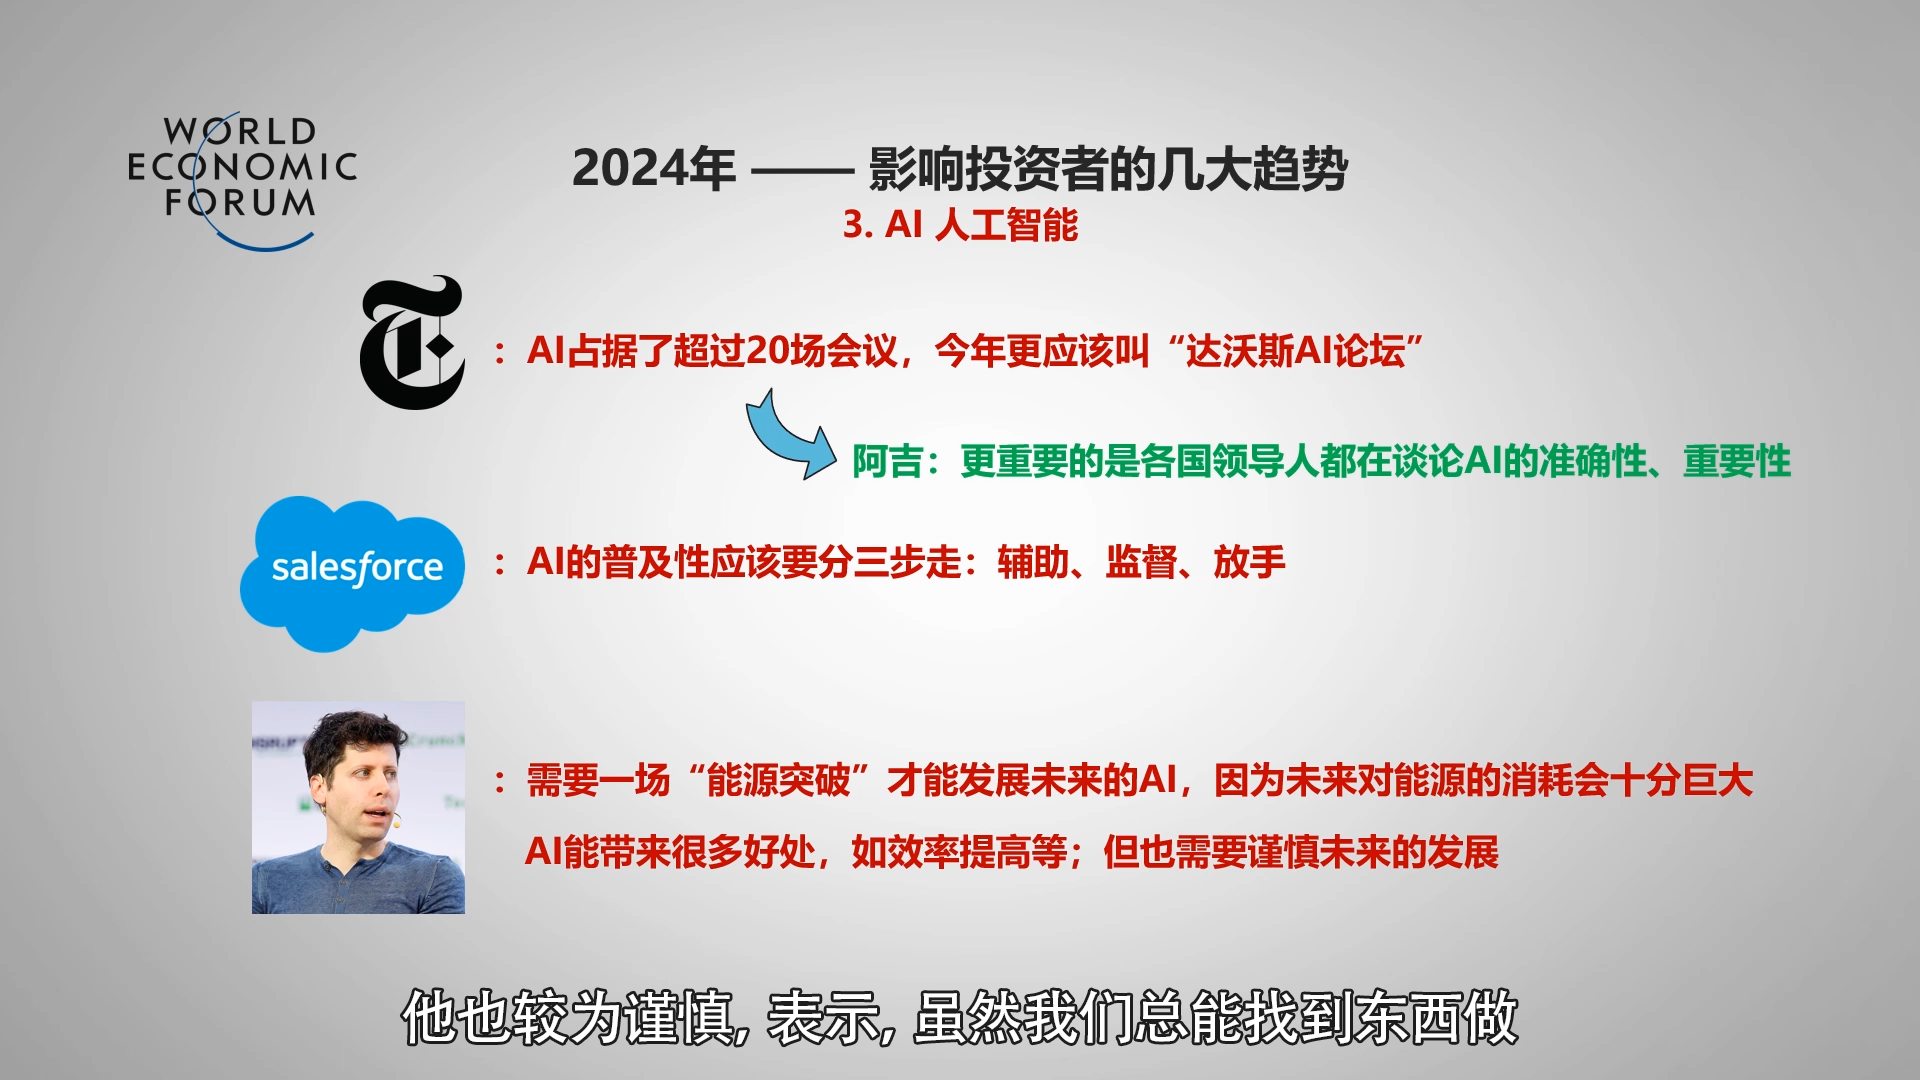 WORLD
ECONOMIC
FORUM
2024年 —— 影响投资者的几大趋势
3. AI 人工智能
：AI占据了超过20场会议，今年更应该叫“达沃斯AI论坛”
阿吉：更重要的是各国领导人都在谈论AI的准确性、重要性
salesforce
：AI的普及性应该要分三步走：辅助、监督、放手
：需要一场“能源突破”才能发展未来的AI，因为未来对能源的消耗会十分巨大
AI能带来很多好处，如效率提高等；但也需要谨慎未来的发展
他也较为谨慎, 表示, 虽然我们总能找到东西做